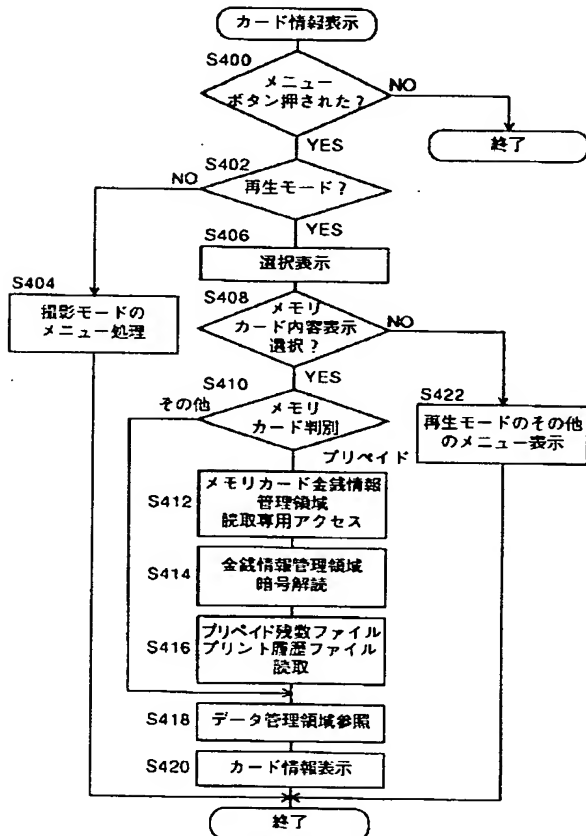 カード情報表示
S400
メニュー
ボタン押された？
NO
終了
YES
S402
NO
再生モード？
YES
S406
選択表示
S404
撮影モードの
メニュー処理
S408
メモリ
カード内容表示
選択？
NO
YES
S410
その他
メモリ
カード判別
S422
再生モードのその他
のメニュー表示
プリペイド
S412
メモリカード金銭情報
管理領域
読取専用アクセス
S414
金銭情報管理領域
暗号解読
S416
プリペイド残数ファイル
プリント履歴ファイル
読取
S418
データ管理領域参照
S420
カード情報表示
終了